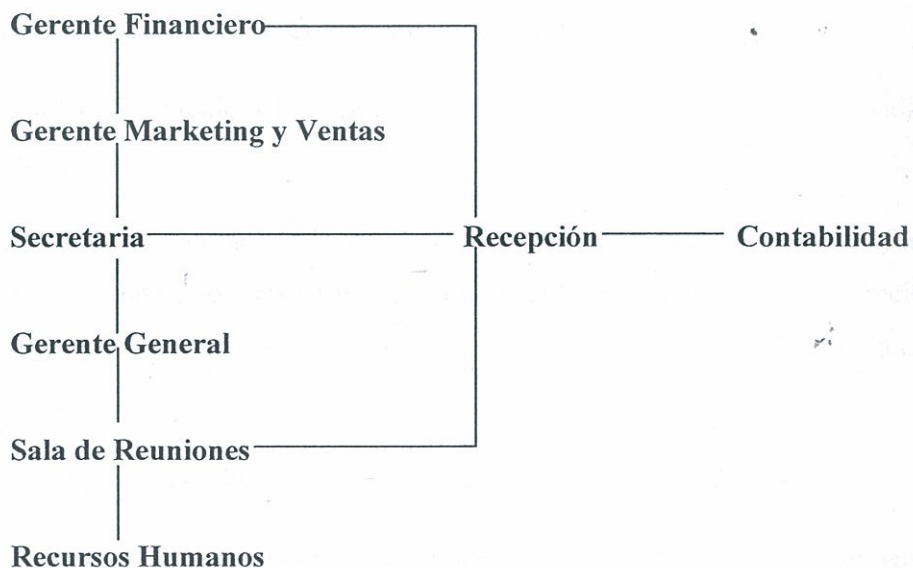 Gerente Financiero
Gerente Marketing y Ventas
Secretaria Recepción Contabilidad
Gerente General
Sala de Reuniones
Recursos Humanos